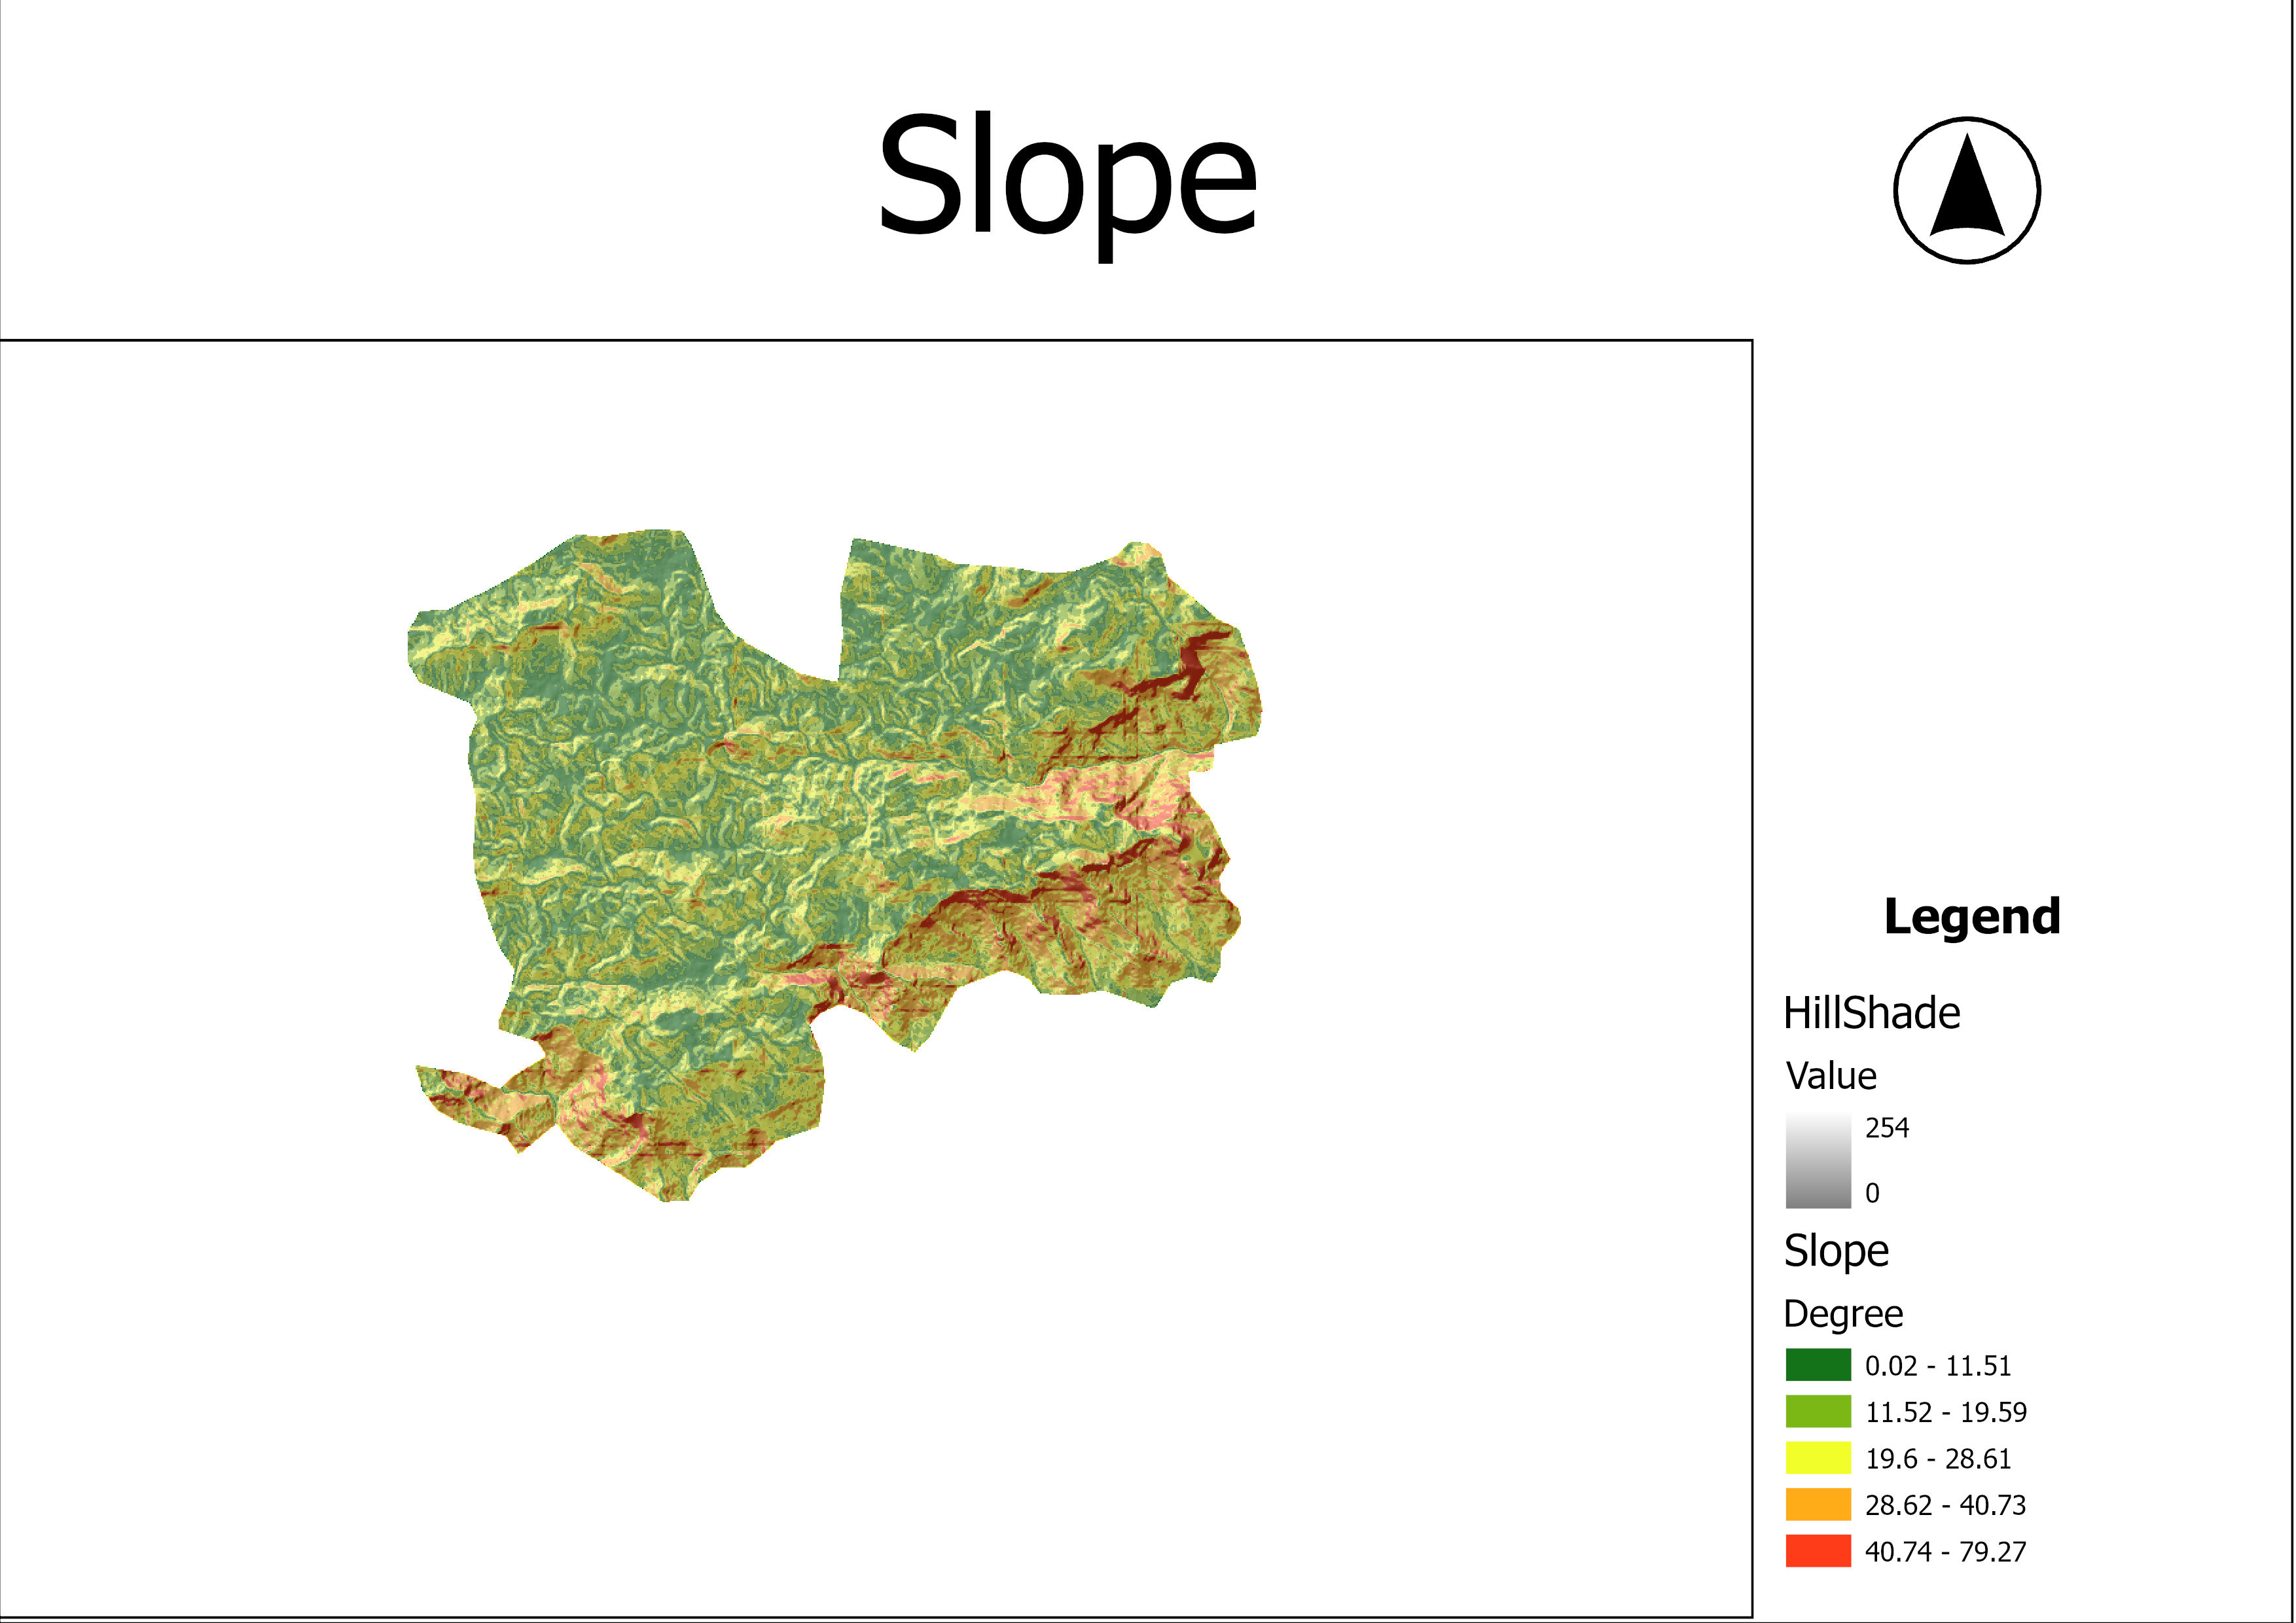 Slope
Legend
HillShade
Value
254
0
Slope
Degree
0.02 - 11.51
11.52 - 19.59
19.6 - 28.61
28.62 - 40.73
40.74 - 79.27